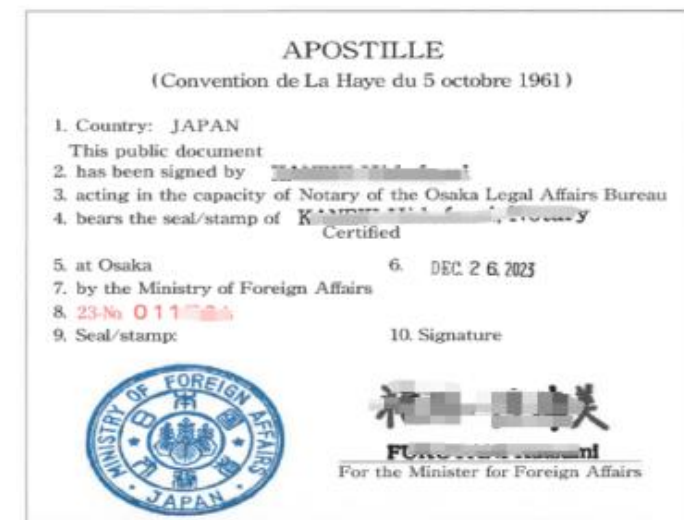 APOSTILLE
(Convention de La Haye du 5 octobre 1961)
1. Country: JAPAN
This public document
2. has been signed by
3. acting in the capacity of Notary of the Osaka Legal Affairs Bureau
4. bears the seal/stamp of
Certified
5. at Osaka 6. DEC. 26. 2023
7. by the Ministry of Foreign Affairs
8. 23-No 011
9. Seal/stamp: 10. Signature
MINISTRY OF FOREIGN AFFAIRS
JAPAN
For the Minister for Foreign Affairs